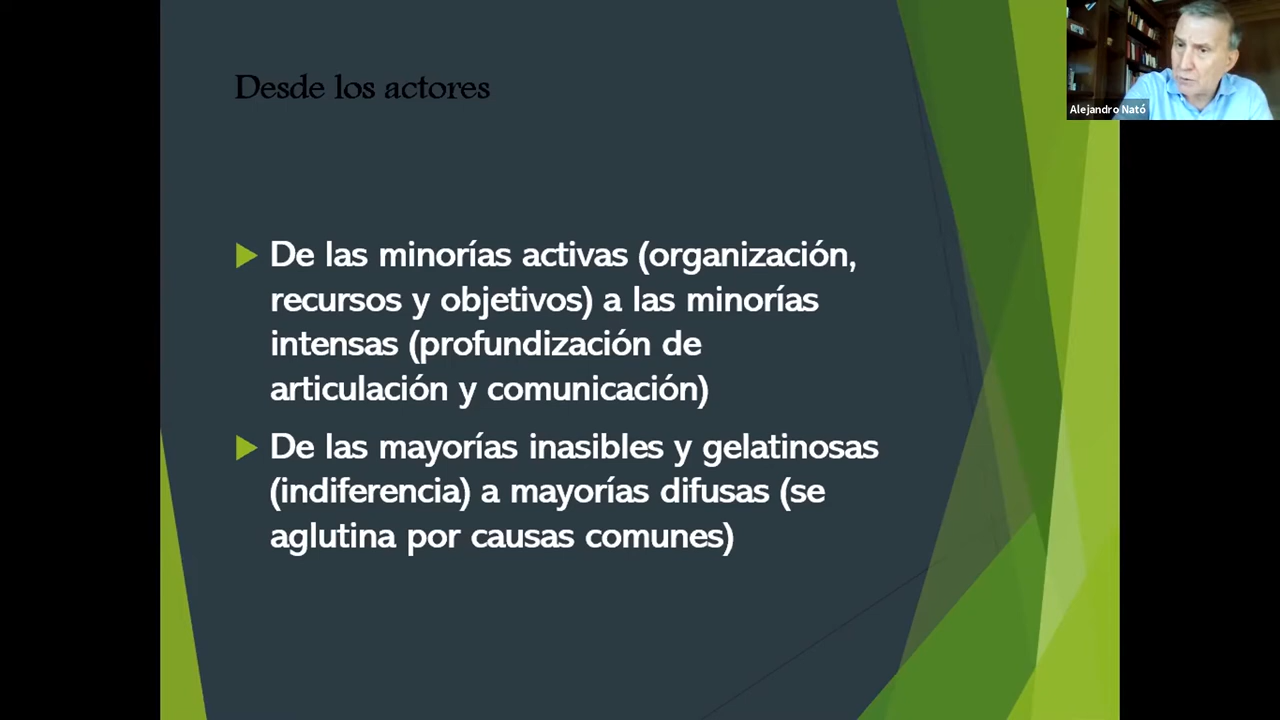 Desde los actores
De las minorías activas (organización,
recursos y objetivos) a las minorías
intensas (profundización de
articulación y comunicación)
De las mayorías inasibles y gelatinosas
(indiferencia) a mayorías difusas (se
aglutina por causas comunes)
Alejandro Nató